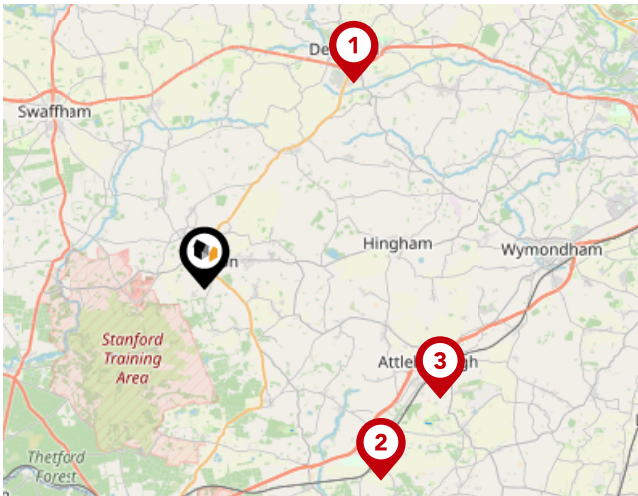 1
Swaffham
Hingham
Wymondham
Stanford
Training
Area
3
2
Thetford
Forest